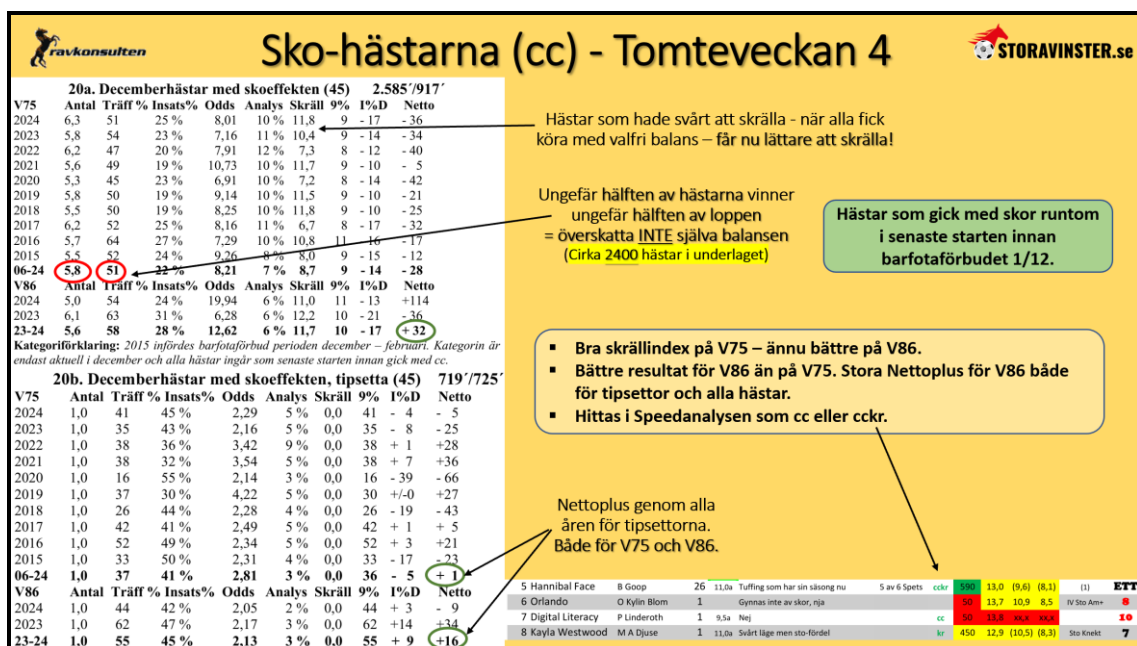 ravkonsulten
Sko-hästarna (cc) - Tomteveckan 4
STORAVINSTER.se
20a. Decemberhästar med skoeffekten (45) 2.585´/917´
V75 Antal Träff % Insats% Odds Analys Skräll 9% I%D Netto
2024 6,3 51 25 % 8,01 10 % 11,8 9 - 17 - 36
2023 5,8 54 23 % 7,16 11 % 10,4 9 - 14 - 34
2022 6,2 47 20 % 7,91 12 % 7,3 8 - 12 - 40
2021 5,6 49 19 % 10,73 10 % 11,7 9 - 10 - 5
2020 5,3 45 23 % 6,91 10 % 7,2 8 - 14 - 42
2019 5,8 50 19 % 9,14 10 % 11,5 9 - 10 - 21
2018 5,5 50 19 % 8,25 10 % 11,8 9 - 10 - 25
2017 6,2 52 25 % 8,16 11 % 6,7 8 - 17 - 32
2016 5,7 64 27 % 7,29 10 % 10,8 11 - 16 - 17
2015 5,5 52 24 % 9,26 8 % 8,0 9 - 15 - 12
06-24 5,8 51 22 % 8,21 7 % 8,7 9 - 14 - 28
V86 Antal Träff % Insats% Odds Analys Skräll 9% I%D Netto
2024 5,0 54 24 % 19,94 6 % 11,0 11 - 13 +114
2023 6,1 63 31 % 6,28 6 % 12,2 10 - 21 - 36
23-24 5,6 58 28 % 12,62 6 % 11,7 10 - 17 + 32
Kategoriförklaring: 2015 infördes barfotaförbud perioden december – februari. Kategorin är
endast aktuell i december och alla hästar ingår som senaste starten innan gick med cc.
20b. Decemberhästar med skoeffekten, tipsetta (45) 719´/725´
V75 Antal Träff % Insats% Odds Analys Skräll 9% I%D Netto
2024 1,0 41 45 % 2,29 5 % 0,0 41 - 4 - 5
2023 1,0 35 43 % 2,16 5 % 0,0 35 - 8 - 25
2022 1,0 38 36 % 3,42 9 % 0,0 38 + 1 +28
2021 1,0 38 32 % 3,54 5 % 0,0 38 + 7 +36
2020 1,0 16 55 % 2,14 3 % 0,0 16 - 39 - 66
2019 1,0 37 30 % 4,22 5 % 0,0 30 +/-0 +27
2018 1,0 26 44 % 2,28 4 % 0,0 26 - 19 - 43
2017 1,0 42 41 % 2,49 5 % 0,0 42 + 1 + 5
2016 1,0 52 49 % 2,34 5 % 0,0 52 + 3 +21
2015 1,0 33 50 % 2,31 4 % 0,0 33 - 17 - 23
06-24 1,0 37 41 % 2,81 3 % 0,0 36 - 5 + 1
V86 Antal Träff % Insats% Odds Analys Skräll 9% I%D Netto
2024 1,0 44 42 % 2,05 2 % 0,0 44 + 3 - 9
2023 1,0 62 47 % 2,17 3 % 0,0 62 +14 +34
23-24 1,0 55 45 % 2,13 3 % 0,0 55 + 9 +16
Hästar som hade svårt att skrälla - när alla fick
köra med valfri balans – får nu lättare att skrälla!
Ungefär hälften av hästarna vinner
ungefär hälften av loppen
= överskatta INTE själva balansen
(Cirka 2400 hästar i underlaget)
Hästar som gick med skor runtom
i senaste starten innan
barfotaförbudet 1/12.
▪ Bra skrällindex på V75 – ännu bättre på V86.
▪ Bättre resultat för V86 än på V75. Stora Nettoplus för V86 både
för tipsettor och alla hästar.
▪ Hittas i Speedanalysen som cc eller cckr.
Nettoplus genom alla
åren för tipsettorna.
Både för V75 och V86.
5 Hannibal Face B Goop 26 11,0a Tuffing som har sin säsong nu 5 av 6 Spets cckr 590 13,0 (9,6) (8,1) (1) ETT
6 Orlando O Kylin Blom 1 Gynnas inte av skor, nja 50 13,7 10,9 8,5 IV Sto Am+ 8
7 Digital Literacy P Linderoth 1 9,5a Nej cc 50 13,8 xx,x xx,x 10
8 Kayla Westwood M A Djuse 1 11,0a Svårt läge men sto-fördel kr 450 12,9 (10,5) (8,3) Sto Knekt 7